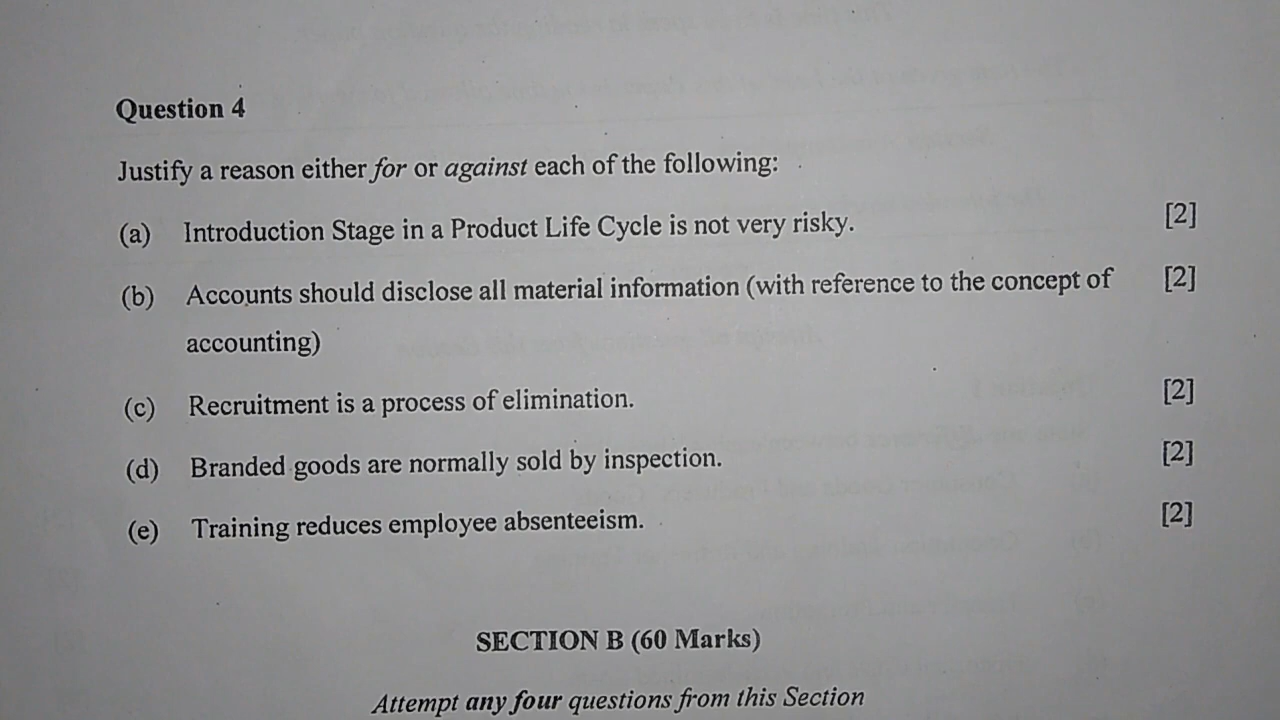 Question 4
Justify a reason either for or against each of the following:
(a) Introduction Stage in a Product Life Cycle is not very risky. [2]
(b) Accounts should disclose all material information (with reference to the concept of [2]
accounting)
(c) Recruitment is a process of elimination. [2]
(d) Branded goods are normally sold by inspection. [2]
(e) Training reduces employee absenteeism. [2]
SECTION B (60 Marks)
Attempt any four questions from this Section